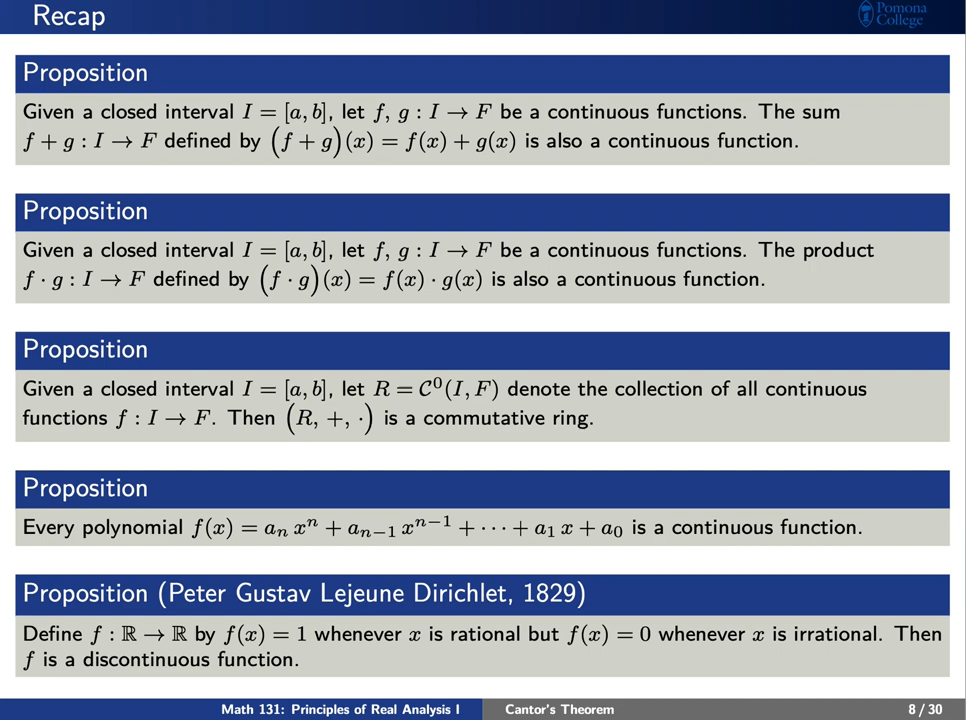 Recap
Pomona
College
Proposition
Given a closed interval I = [a, b], let f, g : I → F be a continuous functions. The sum
f + g : I → F defined by (f + g)(x) = f(x) + g(x) is also a continuous function.
Proposition
Given a closed interval I = [a, b], let f, g : I → F be a continuous functions. The product
f · g : I → F defined by (f · g)(x) = f(x) · g(x) is also a continuous function.
Proposition
Given a closed interval I = [a, b], let R = C⁰(I, F) denote the collection of all continuous
functions f : I → F. Then (R, +, ·) is a commutative ring.
Proposition
Every polynomial f(x) = aₙ xⁿ + aₙ₋₁ xⁿ⁻¹ + · · · + a₁ x + a₀ is a continuous function.
Proposition (Peter Gustav Lejeune Dirichlet, 1829)
Define f : ℝ → ℝ by f(x) = 1 whenever x is rational but f(x) = 0 whenever x is irrational. Then
f is a discontinuous function.
Math 131: Principles of Real Analysis I Cantor's Theorem 8 / 30